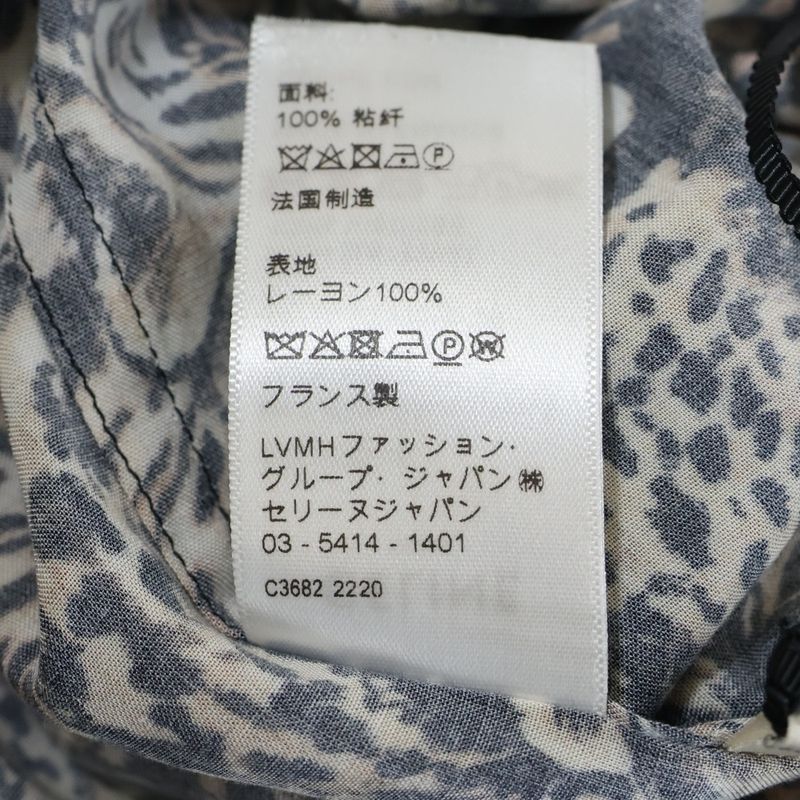 面料:
100% 粘纤
P
法国制造
表地
レーヨン100%
P W
フランス製
LVMHファッション・
グループ・ジャパン㈱
セリーヌジャパン
03 - 5414 - 1401
C3682 2220